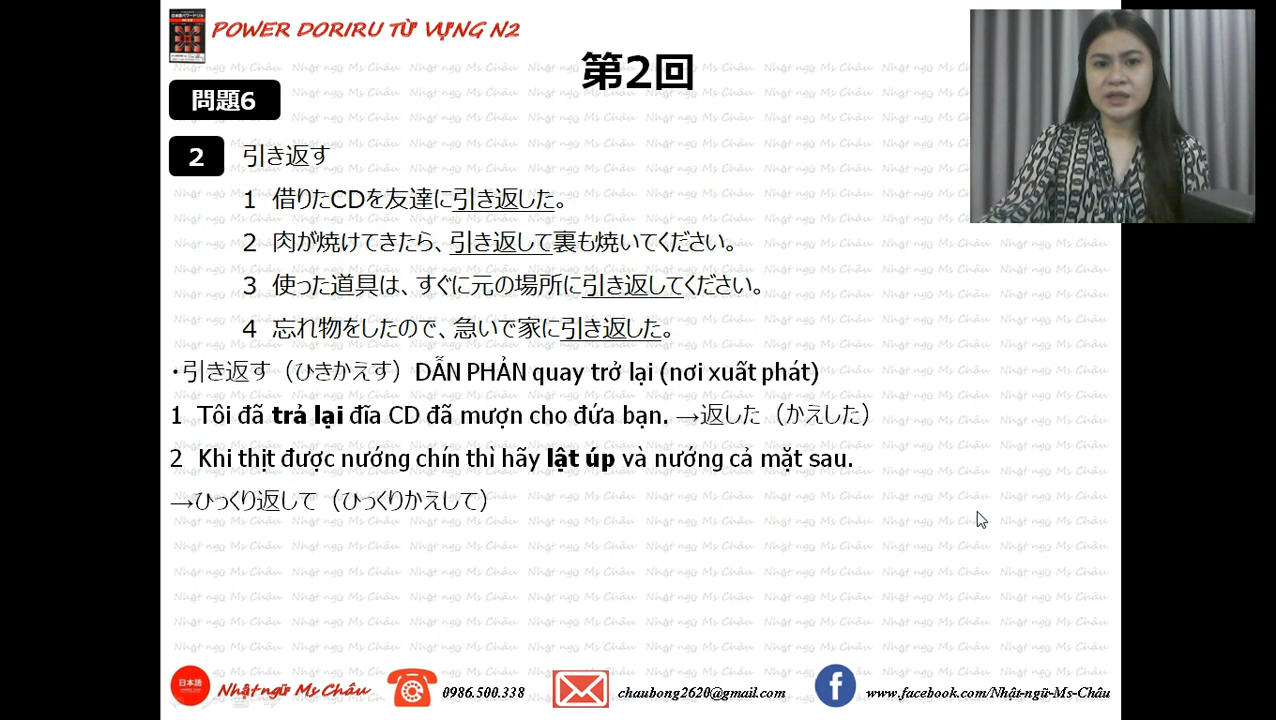 POWER DORIRU TỪ VỰNG N2
第2回
問題6
2 引き返す
1 借りたCDを友達に引き返した。
2 肉が焼けてきたら、引き返して裏も焼いてください。
3 使った道具は、すぐに元の場所に引き返してください。
4 忘れ物をしたので、急いで家に引き返した。
・引き返す（ひきかえす）DẪN PHẢN quay trở lại (nơi xuất phát)
1 Tôi đã trả lại đĩa CD đã mượn cho đứa bạn. →返した（かえした）
2 Khi thịt được nướng chín thì hãy lật úp và nướng cả mặt sau.
→ひっくり返して（ひっくりかえして）
日本語 Nhật ngữ Ms Châu 0986.500.338 chaubong2620@gmail.com www.facebook.com/Nhật-ngữ-Ms-Châu